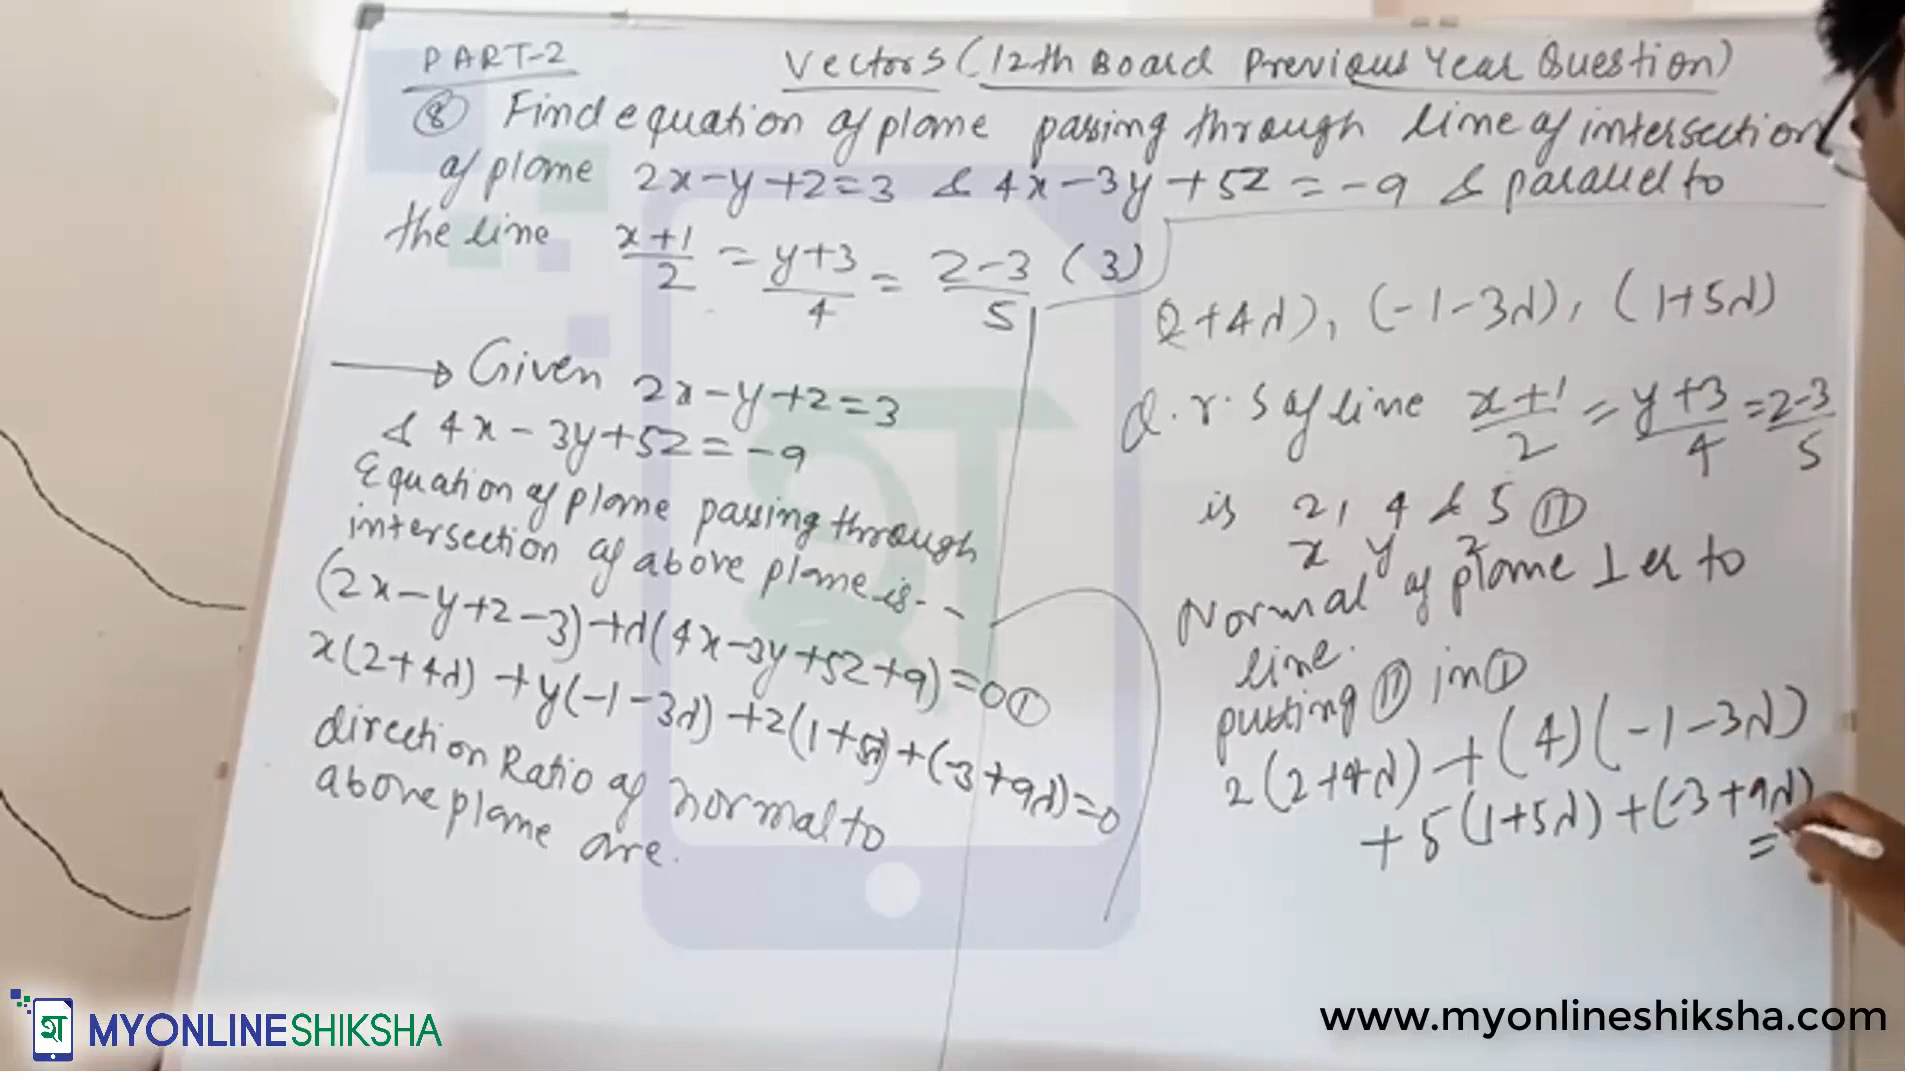 PART-2
Vectors (12th Board Previous Year Question)
⑧ Find equation of plane passing through line of intersection
of plane 2x-y+z=3 & 4x-3y+5z=-9 & parallel to
the line x+1/2 = y+3/4 = z-3/5 (3)
→ Given 2x-y+z=3
& 4x-3y+5z=-9
Equation of plane passing through
intersection of above plane is--
(2x-y+z-3)+λ(4x-3y+5z+9)=0 ①
x(2+4λ)+y(-1-3λ)+z(1+5λ)+(-3+9λ)=0
direction Ratio of normal to
above plane are.
(2+4λ), (-1-3λ), (1+5λ)
d.r.s of line x+1/2 = y+3/4 = z-3/5
is 2, 4 & 5 ⑪
x y z
Normal of plane ⊥er to
line.
putting ⑪ in ①
2(2+4λ)+(4)(-1-3λ)
+5(1+5λ)+(-3+9λ)
=
शT
MYONLINESHIKSHA
www.myonlineshiksha.com